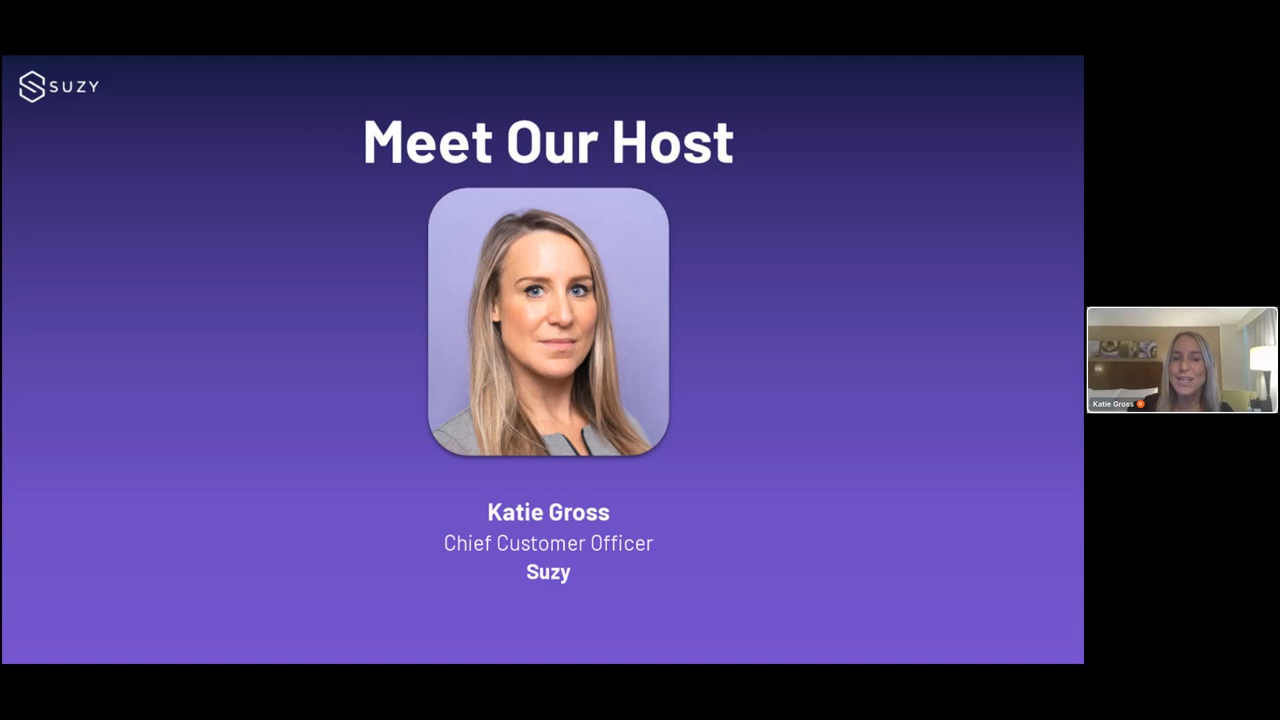 SUZY
Meet Our Host
Katie Gross
Chief Customer Officer
Suzy
Katie Gross